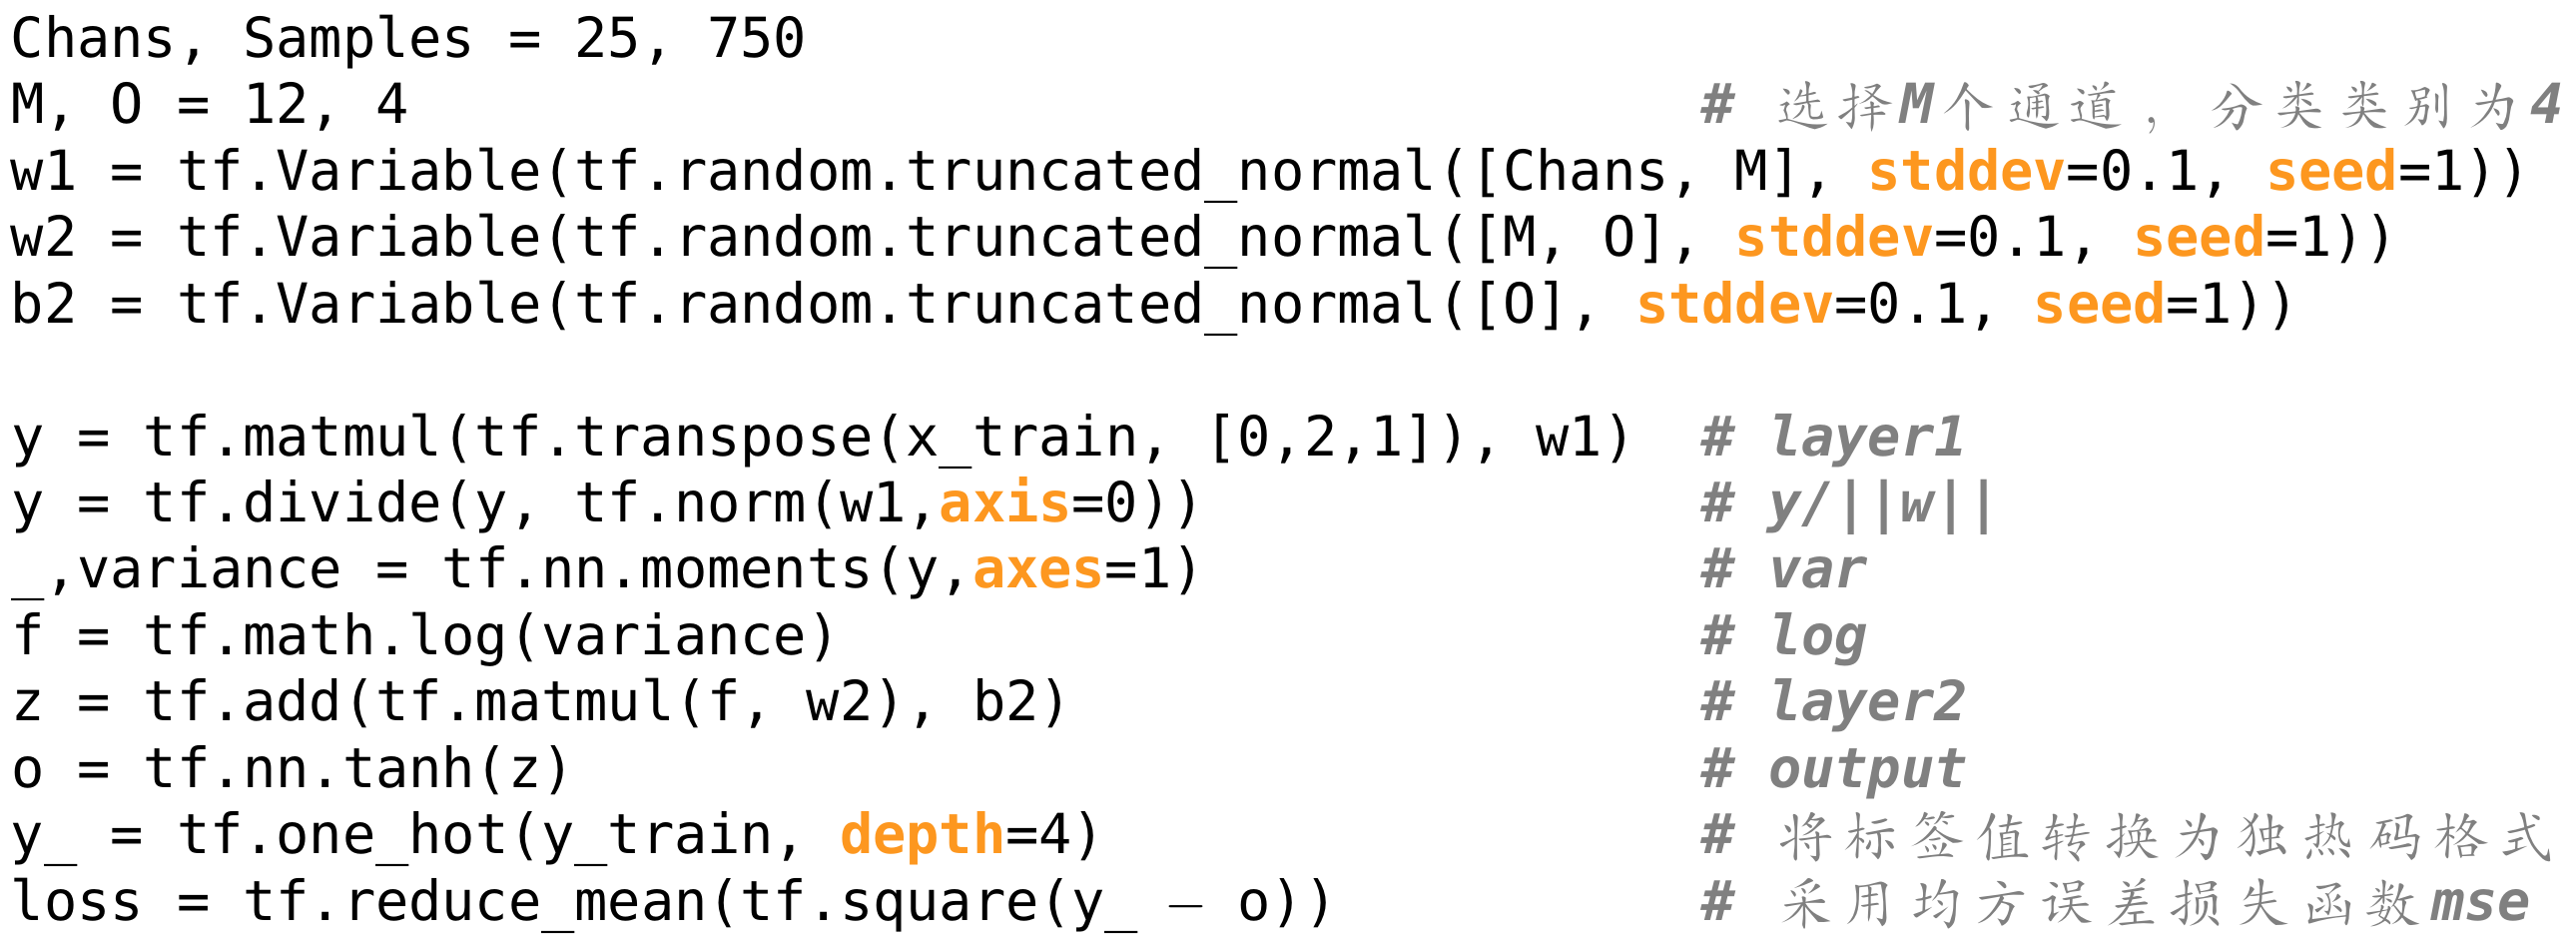 Chans, Samples = 25, 750
M, O = 12, 4 # 选择M个通道，分类类别为4
w1 = tf.Variable(tf.random.truncated_normal([Chans, M], stddev=0.1, seed=1))
w2 = tf.Variable(tf.random.truncated_normal([M, O], stddev=0.1, seed=1))
b2 = tf.Variable(tf.random.truncated_normal([O], stddev=0.1, seed=1))
y = tf.matmul(tf.transpose(x_train, [0,2,1]), w1) # layer1
y = tf.divide(y, tf.norm(w1,axis=0)) # y/||w||
_,variance = tf.nn.moments(y,axes=1) # var
f = tf.math.log(variance) # log
z = tf.add(tf.matmul(f, w2), b2) # layer2
o = tf.nn.tanh(z) # output
y_ = tf.one_hot(y_train, depth=4) # 将标签值转换为独热码格式
loss = tf.reduce_mean(tf.square(y_ – o)) # 采用均方误差损失函数mse